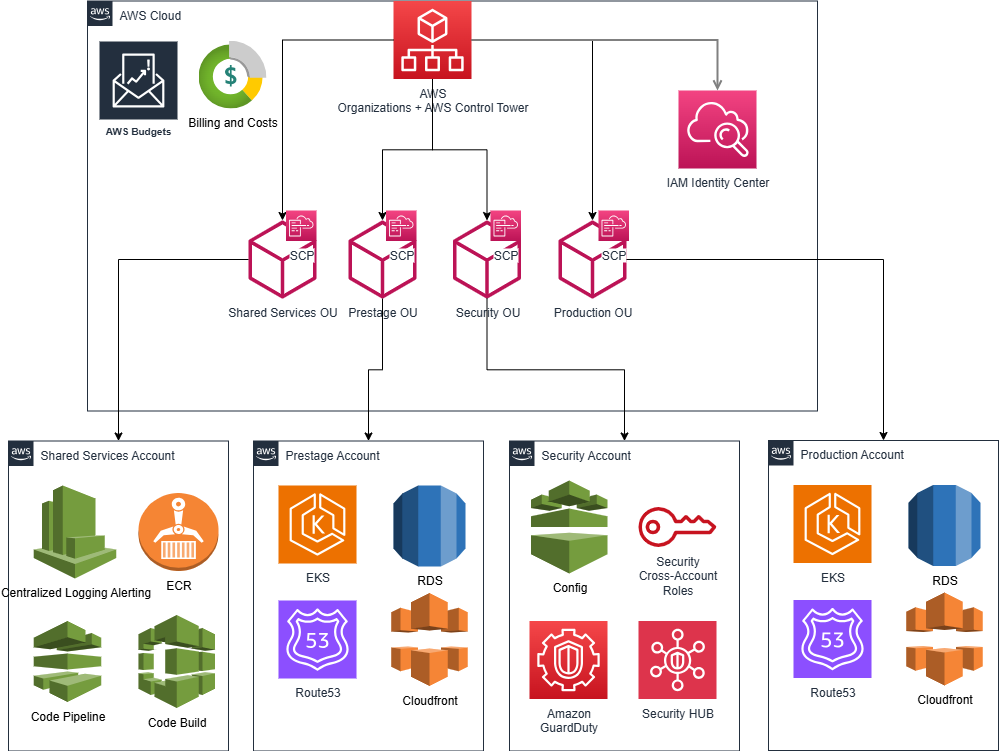 aws
AWS Cloud
AWS
Organizations + AWS Control Tower
$
AWS Budgets
Billing and Costs
IAM Identity Center
SCP
SCP
SCP
SCP
Shared Services OU
Prestage OU
Security OU
Production OU
aws
Shared Services Account
Centralized Logging Alerting
ECR
Code Pipeline
Code Build
aws
Prestage Account
K
EKS
RDS
53
Route53
Cloudfront
aws
Security Account
Config
Security
Cross-Account
Roles
Amazon
GuardDuty
Security HUB
aws
Production Account
K
EKS
RDS
53
Route53
Cloudfront